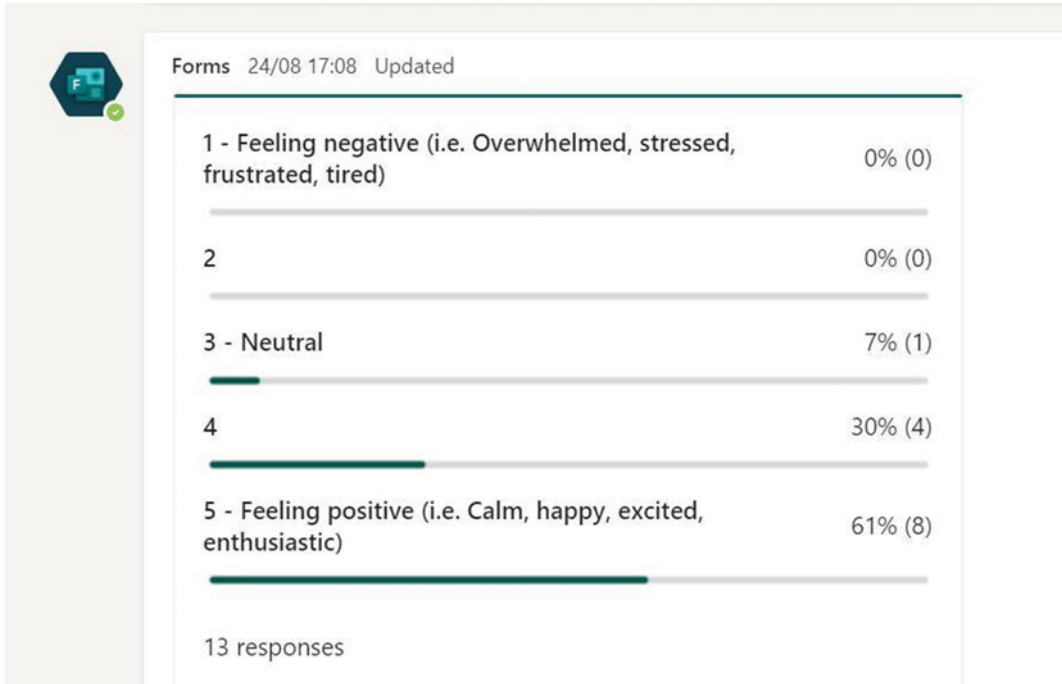 F
Forms 24/08 17:08 Updated
1 - Feeling negative (i.e. Overwhelmed, stressed,
frustrated, tired)
0% (0)
2
0% (0)
3 - Neutral
7% (1)
4
30% (4)
5 - Feeling positive (i.e. Calm, happy, excited,
enthusiastic)
61% (8)
13 responses